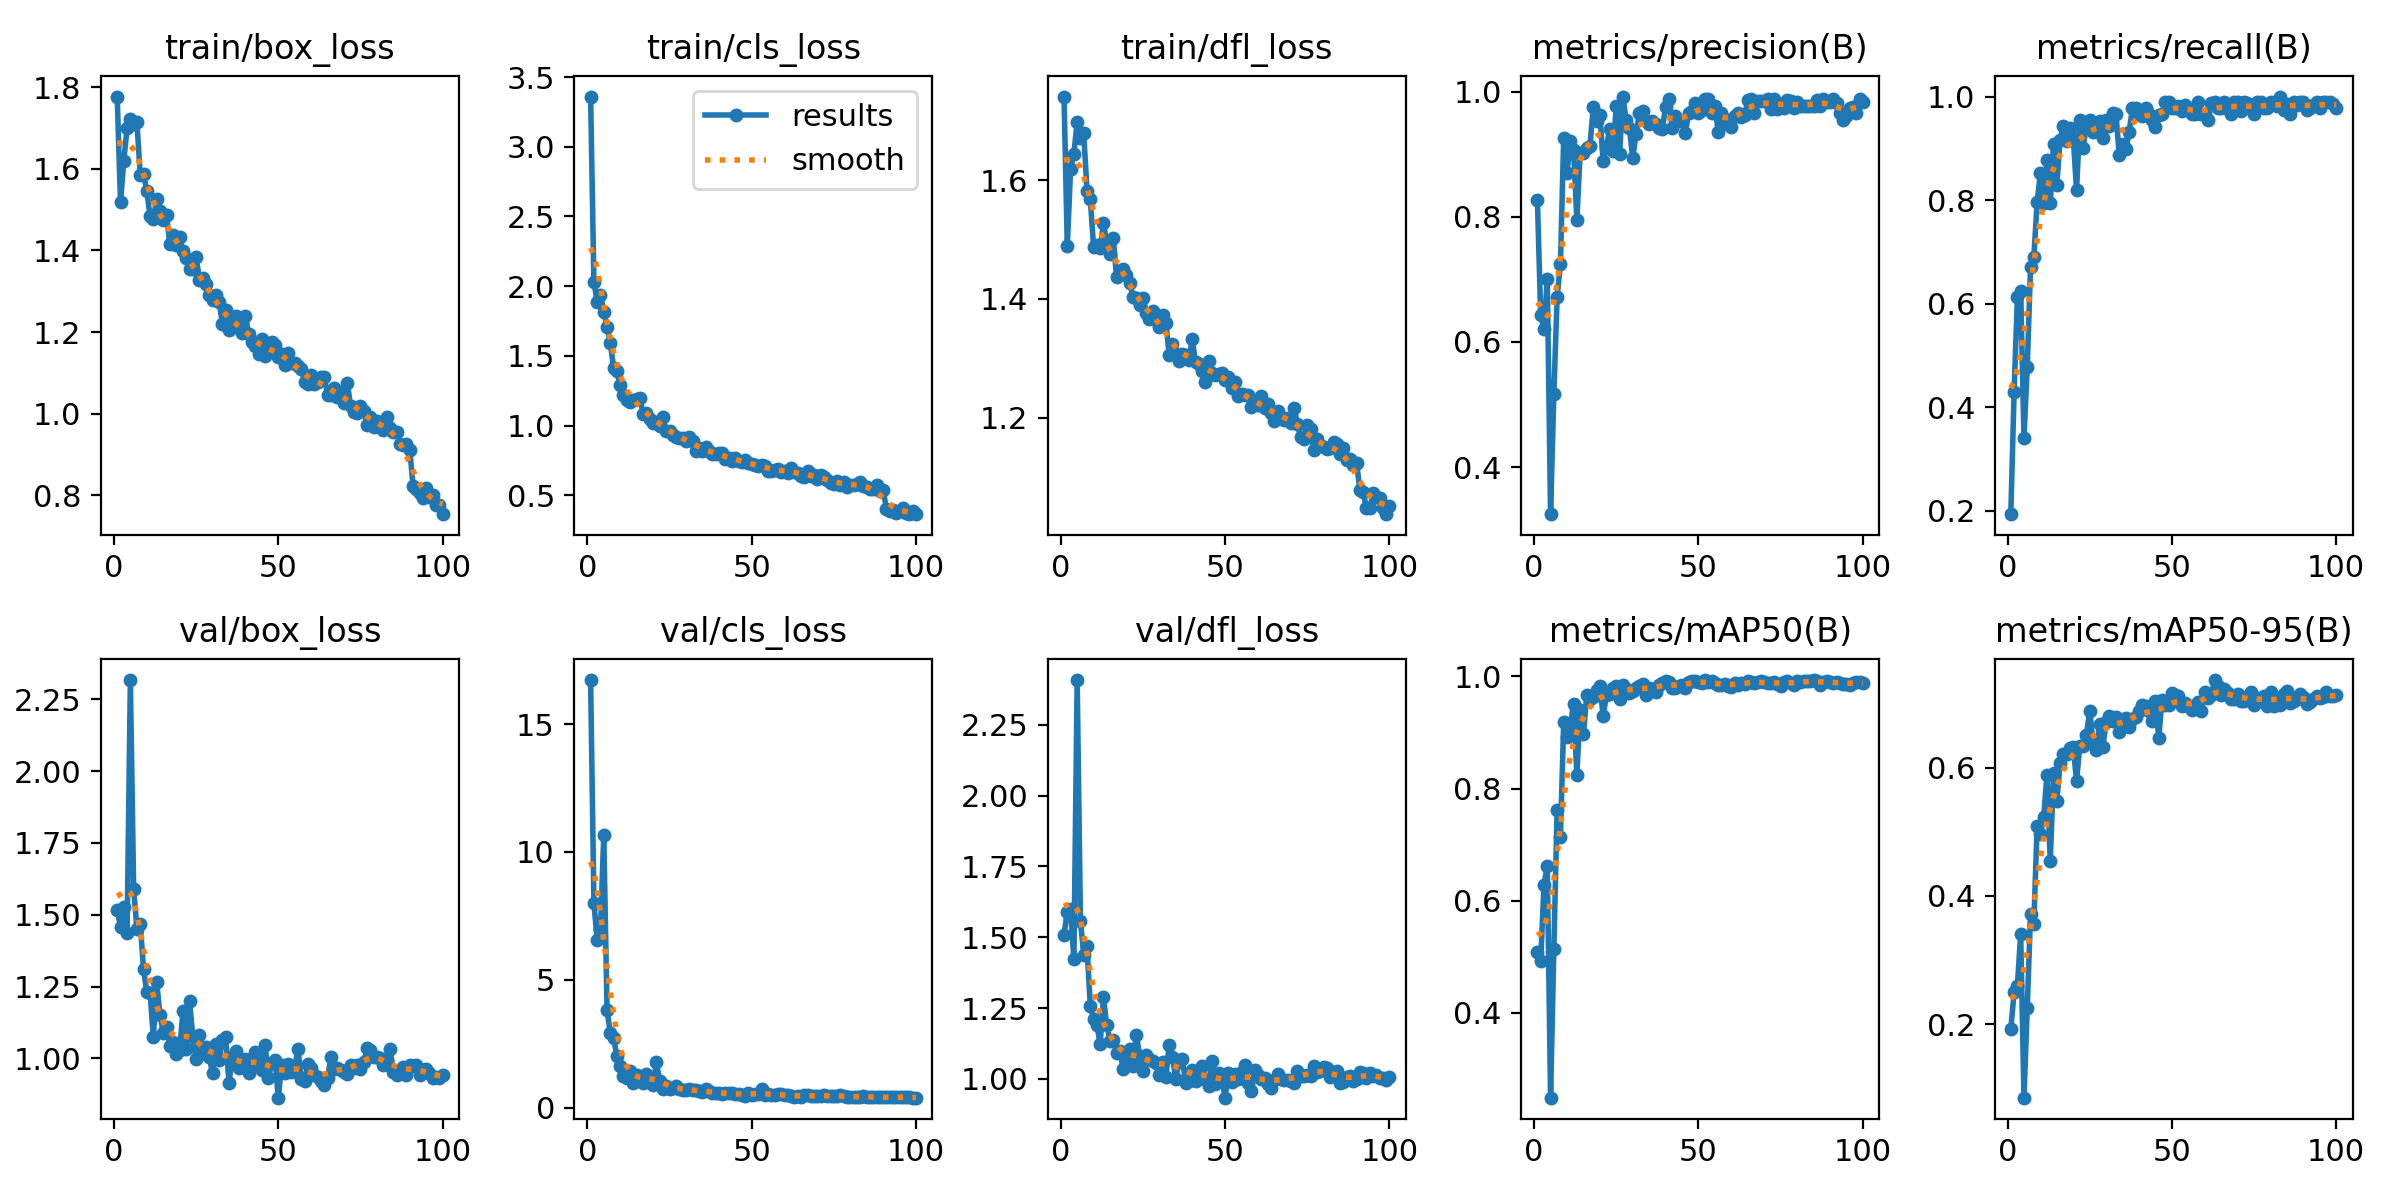 train/box_loss
1.8
1.6
1.4
1.2
1.0
0.8
0 50 100
train/cls_loss
3.5
3.0
2.5
2.0
1.5
1.0
0.5
0 50 100
results
smooth
train/dfl_loss
1.6
1.4
1.2
0 50 100
metrics/precision(B)
1.0
0.8
0.6
0.4
0 50 100
metrics/recall(B)
1.0
0.8
0.6
0.4
0.2
0 50 100
val/box_loss
2.25
2.00
1.75
1.50
1.25
1.00
0 50 100
val/cls_loss
15
10
5
0
0 50 100
val/dfl_loss
2.25
2.00
1.75
1.50
1.25
1.00
0 50 100
metrics/mAP50(B)
1.0
0.8
0.6
0.4
0 50 100
metrics/mAP50-95(B)
0.6
0.4
0.2
0 50 100